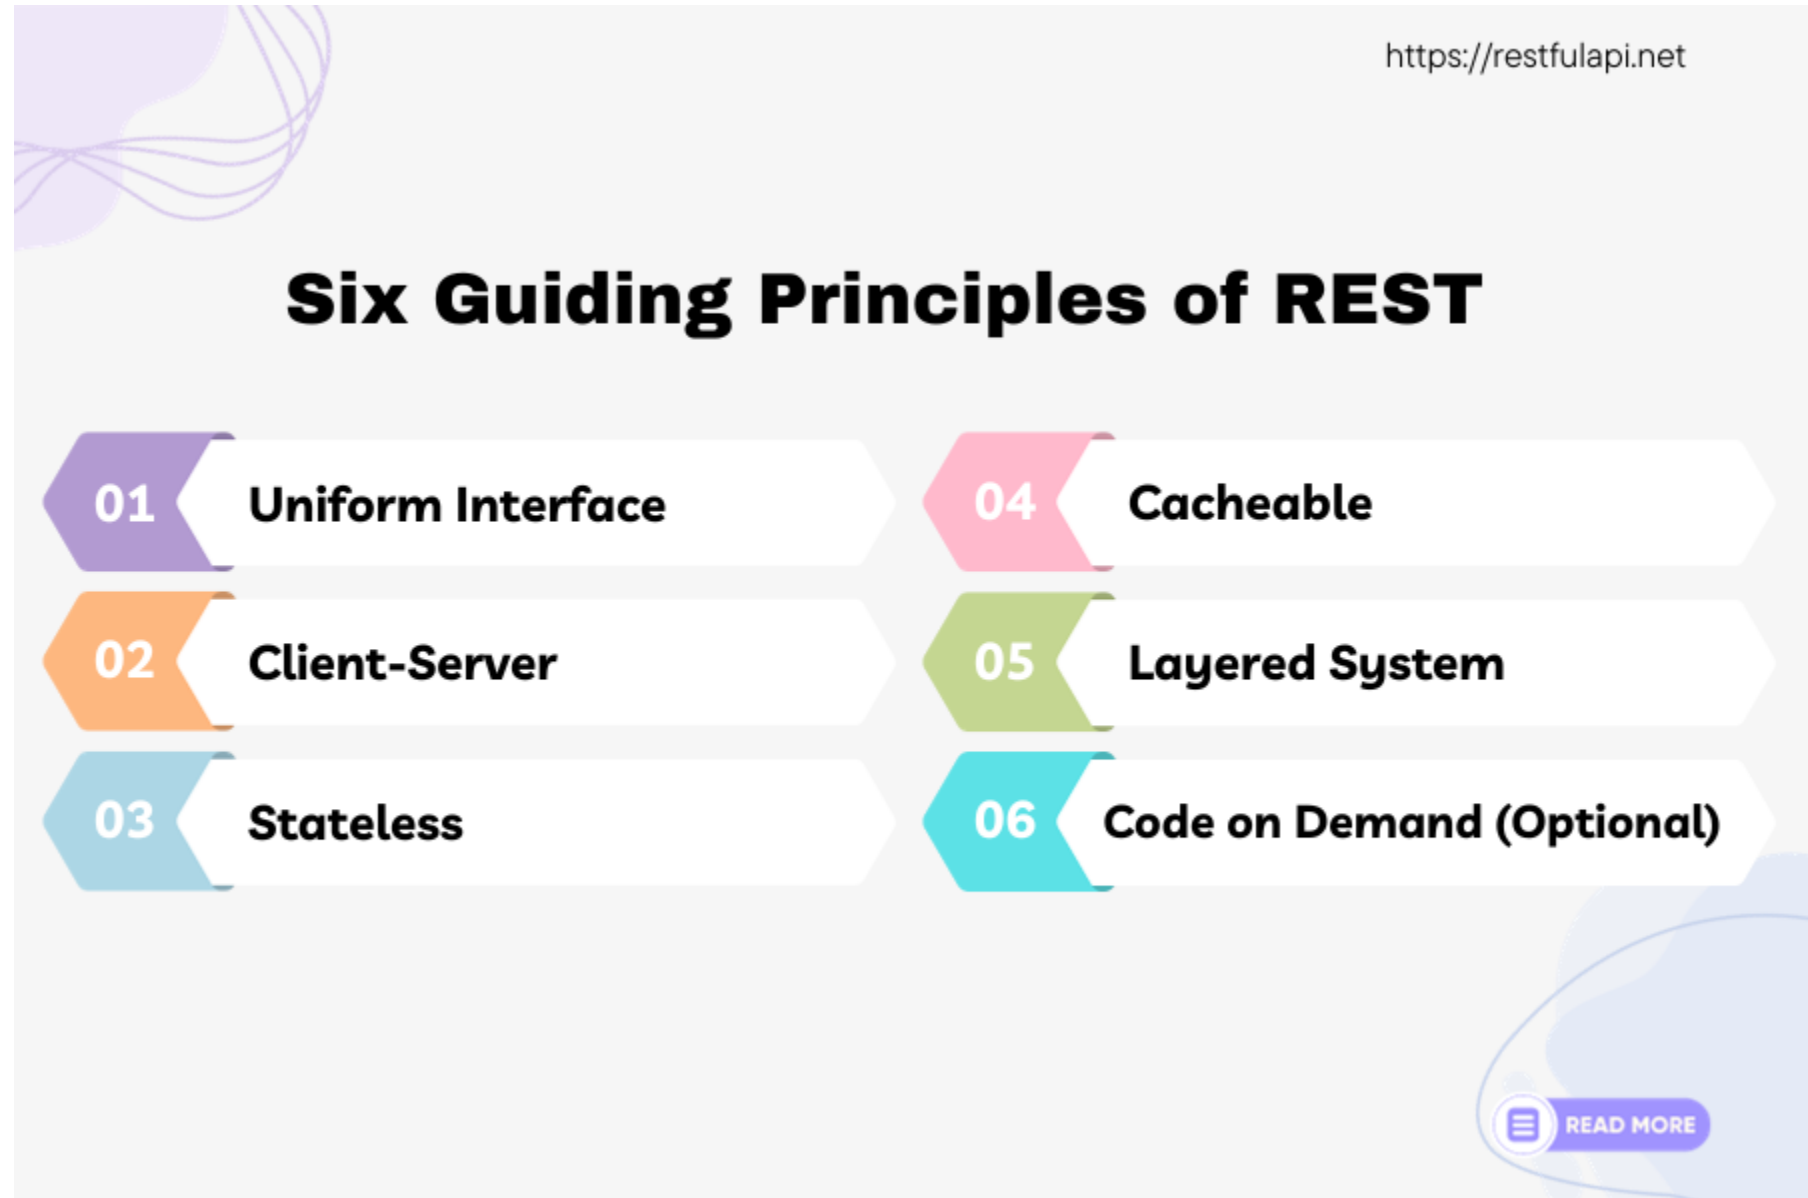 https://restfulapi.net
Six Guiding Principles of REST
01 Uniform Interface
02 Client-Server
03 Stateless
04 Cacheable
05 Layered System
06 Code on Demand (Optional)
READ MORE